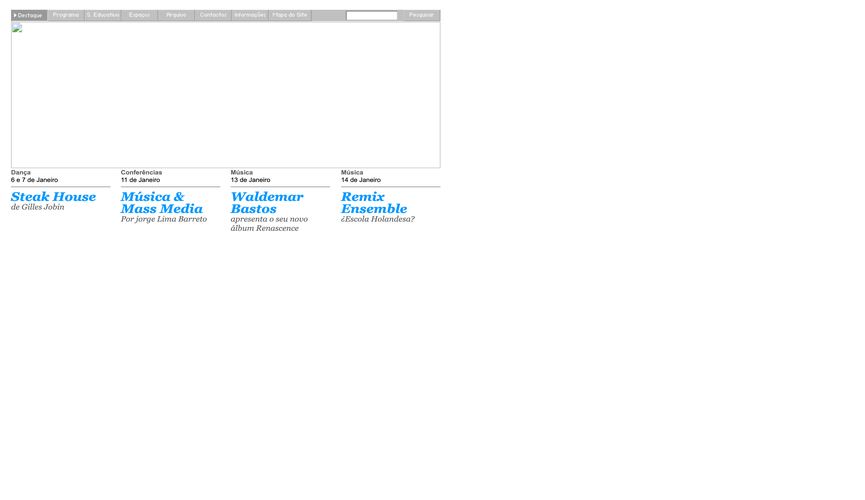 Destaque Programa S. Educativo Espaços Arquivo Contactos Informações Mapa do Site Pesquisar
Dança
6 e 7 de Janeiro
Steak House
de Gilles Jobin
Conferências
11 de Janeiro
Música &
Mass Media
Por jorge Lima Barreto
Música
13 de Janeiro
Waldemar
Bastos
apresenta o seu novo
álbum Renascence
Música
14 de Janeiro
Remix
Ensemble
¿Escola Holandesa?